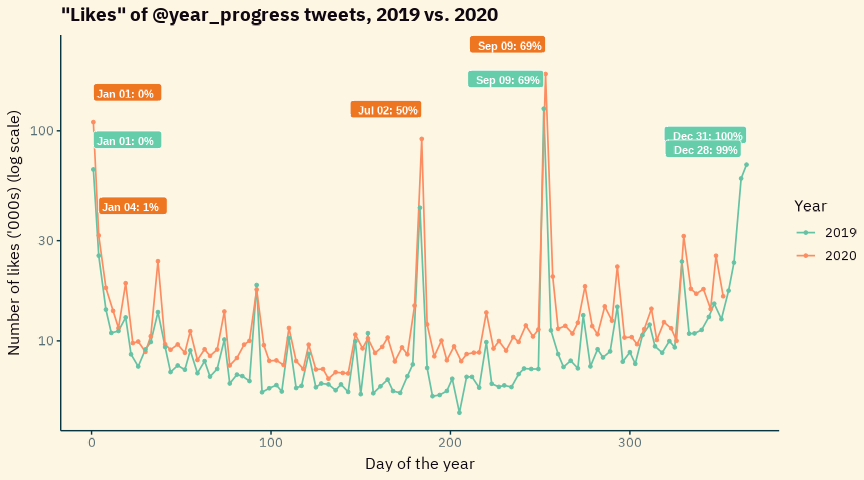 "Likes" of @year_progress tweets, 2019 vs. 2020
Sep 09: 69%
Sep 09: 69%
Jan 01: 0%
Jul 02: 50%
100
Jan 01: 0%
Dec 31: 100%
Dec 28: 99%
Jan 04: 1%
30
10
Number of likes ('000s) (log scale)
Year
2019
2020
0
100
200
300
Day of the year